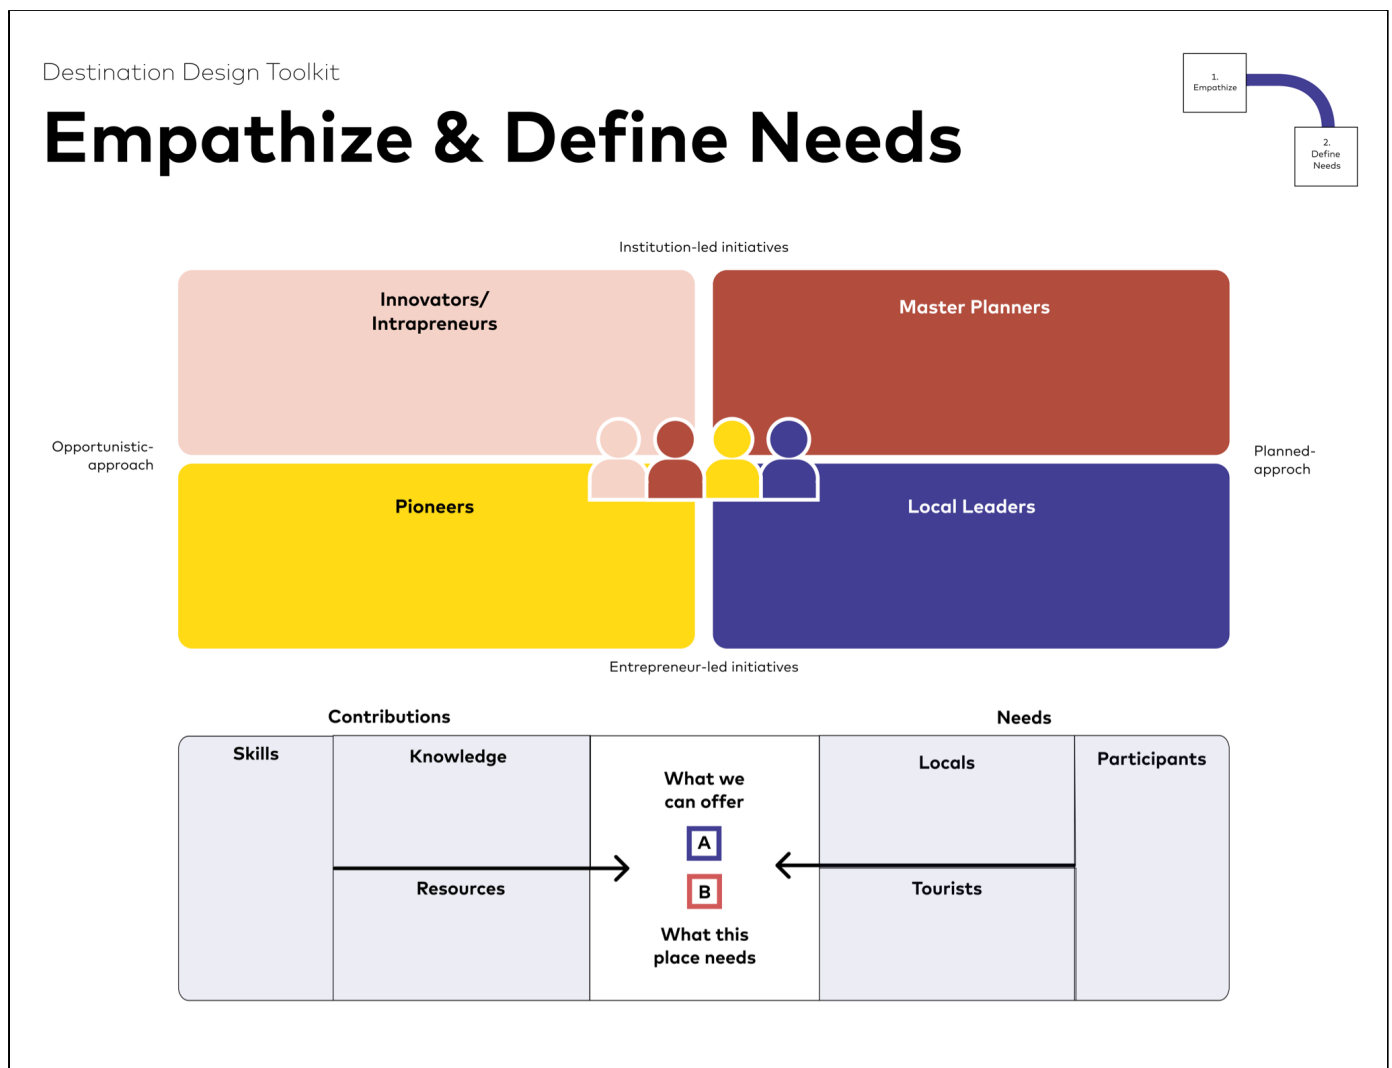 Destination Design Toolkit
Empathize & Define Needs
1.
Empathize
2.
Define
Needs
Institution-led initiatives
Innovators/
Intrapreneurs
Master Planners
Opportunistic-
approach
Planned-
approch
Pioneers
Local Leaders
Entrepreneur-led initiatives
Contributions
Needs
Skills
Knowledge
Resources
What we
can offer
A
B
What this
place needs
Locals
Tourists
Participants